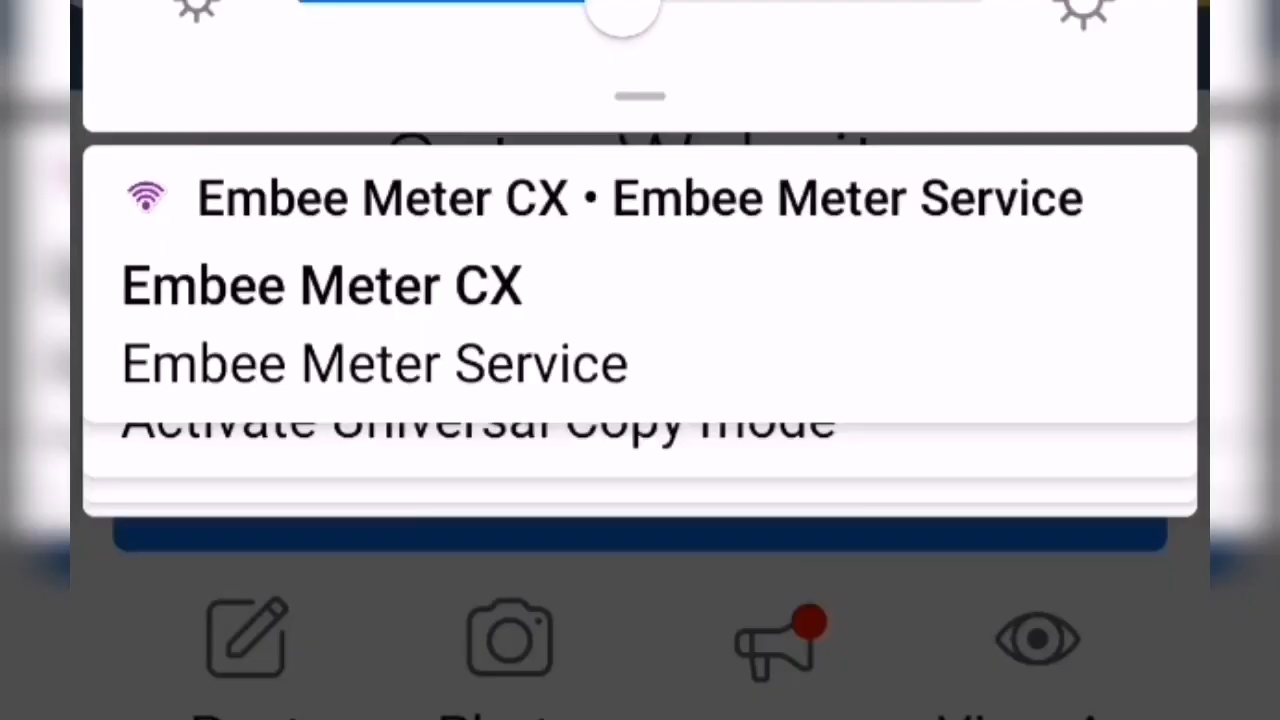 Embee Meter CX • Embee Meter Service
Embee Meter CX
Embee Meter Service
Activate Universal Copy mode